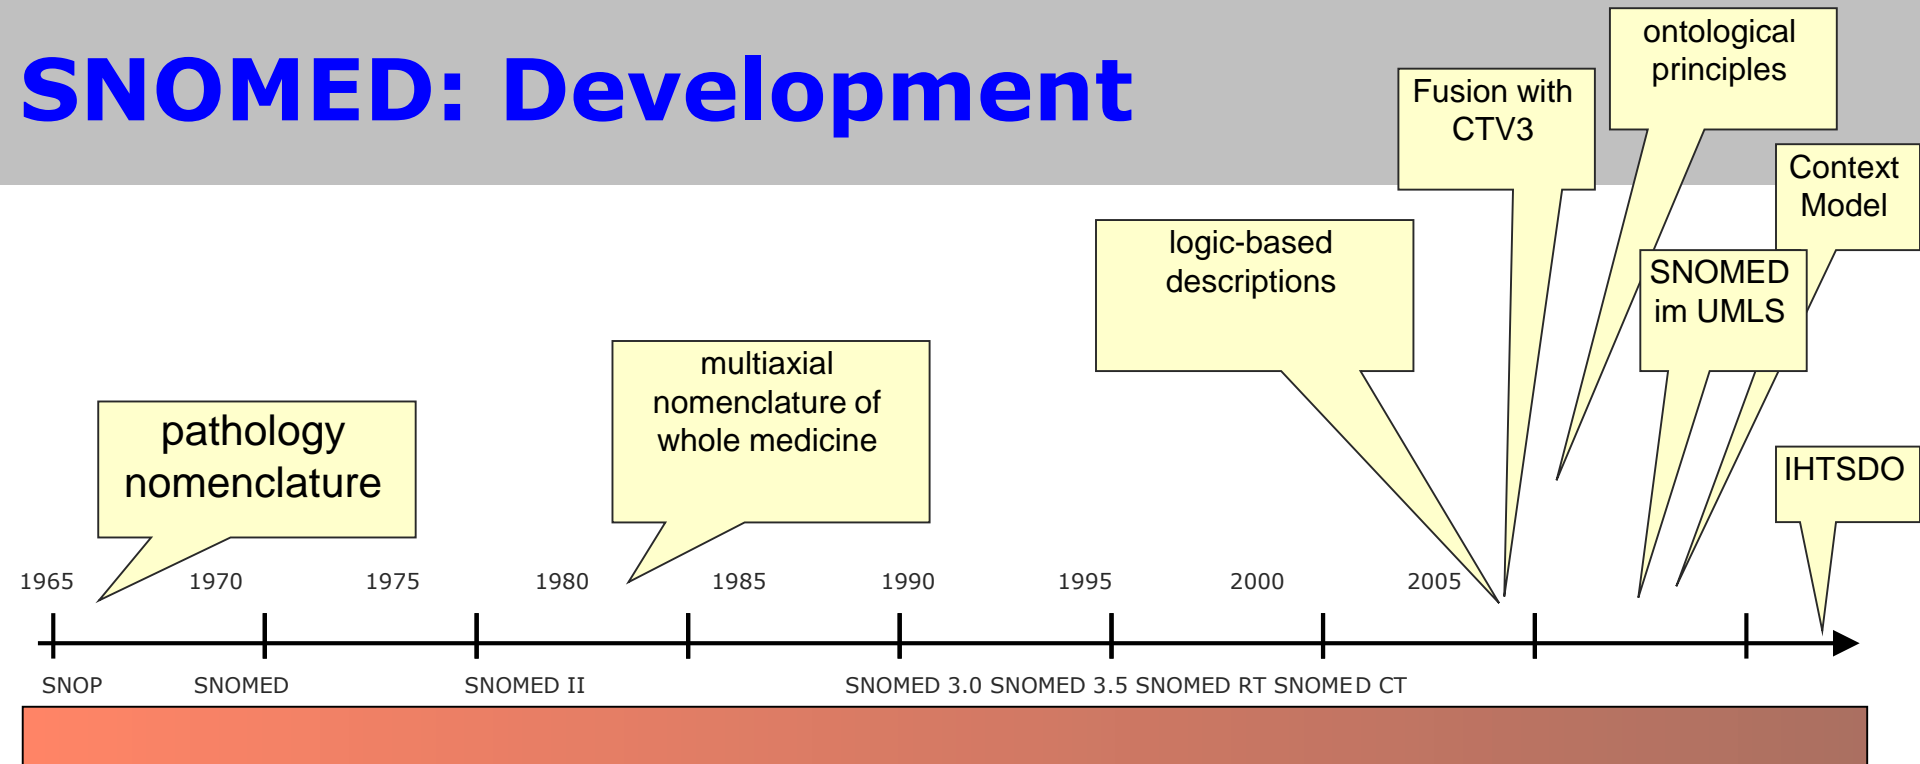 SNOMED: Development
ontological
principles
Fusion with
CTV3
Context
Model
logic-based
descriptions
SNOMED
im UMLS
multiaxial
nomenclature of
whole medicine
pathology
nomenclature
IHTSDO
1965 1970 1975 1980 1985 1990 1995 2000 2005
SNOP SNOMED SNOMED II SNOMED 3.0 SNOMED 3.5 SNOMED RT SNOMED CT